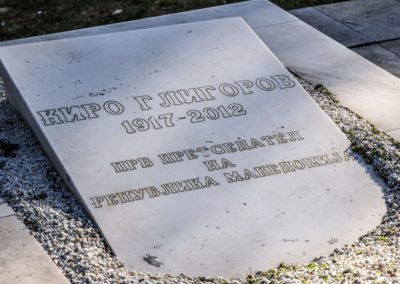 КИРО ГЛИГОРОВ
1917-2012
ПРВ ПРЕТСЕДАТЕЛ
НА
РЕПУБЛИКА МАКЕДОНИЈА